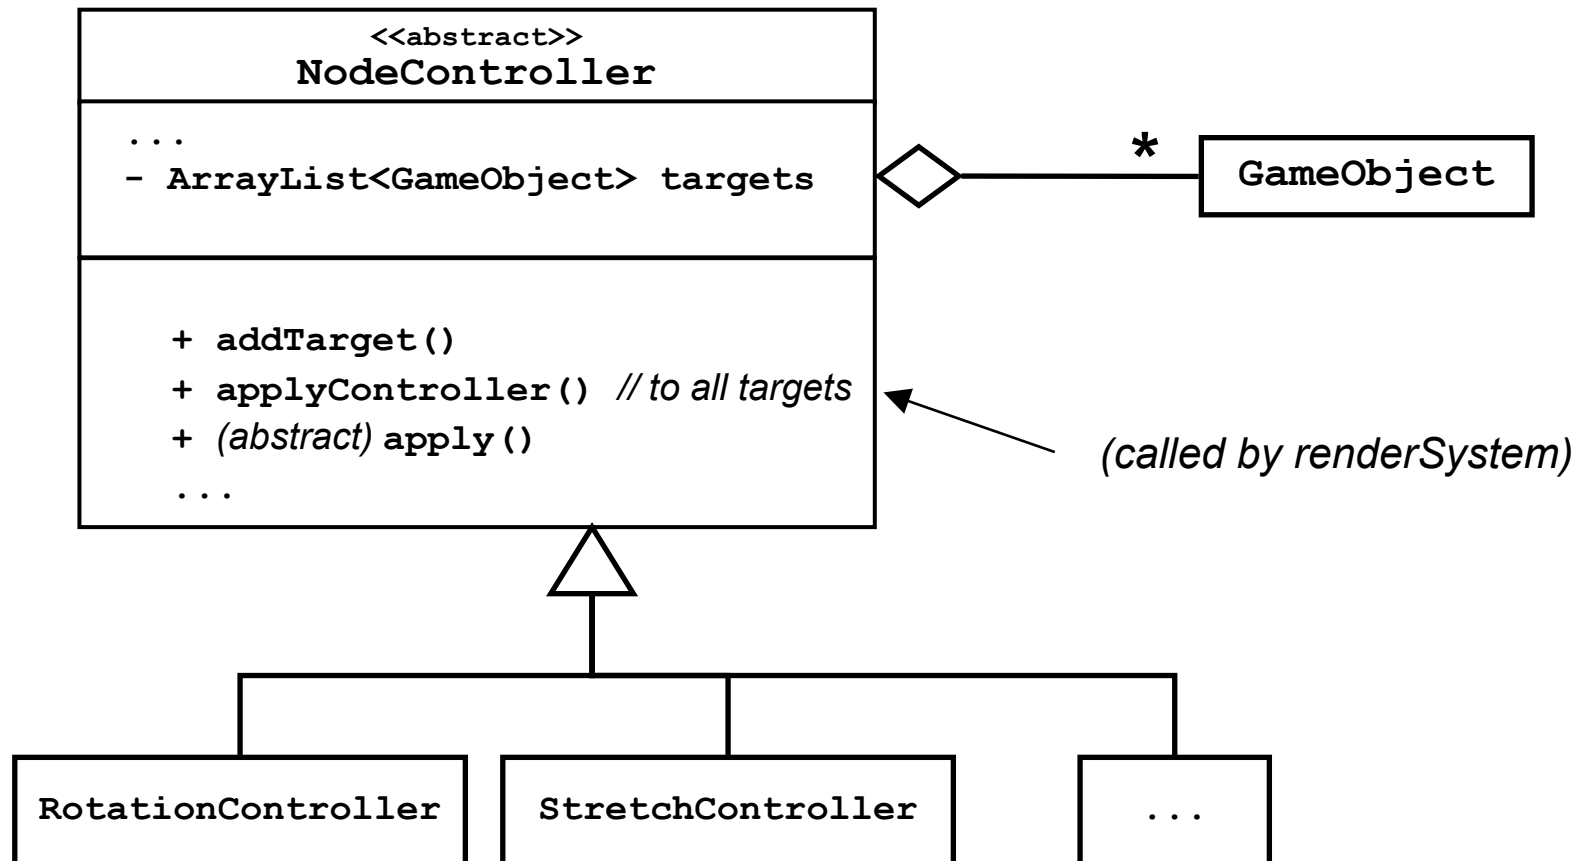 <<abstract>>
NodeController
...
- ArrayList<GameObject> targets
*
GameObject
+ addTarget()
+ applyController() // to all targets
+ (abstract) apply()
...
(called by renderSystem)
RotationController
StretchController
...